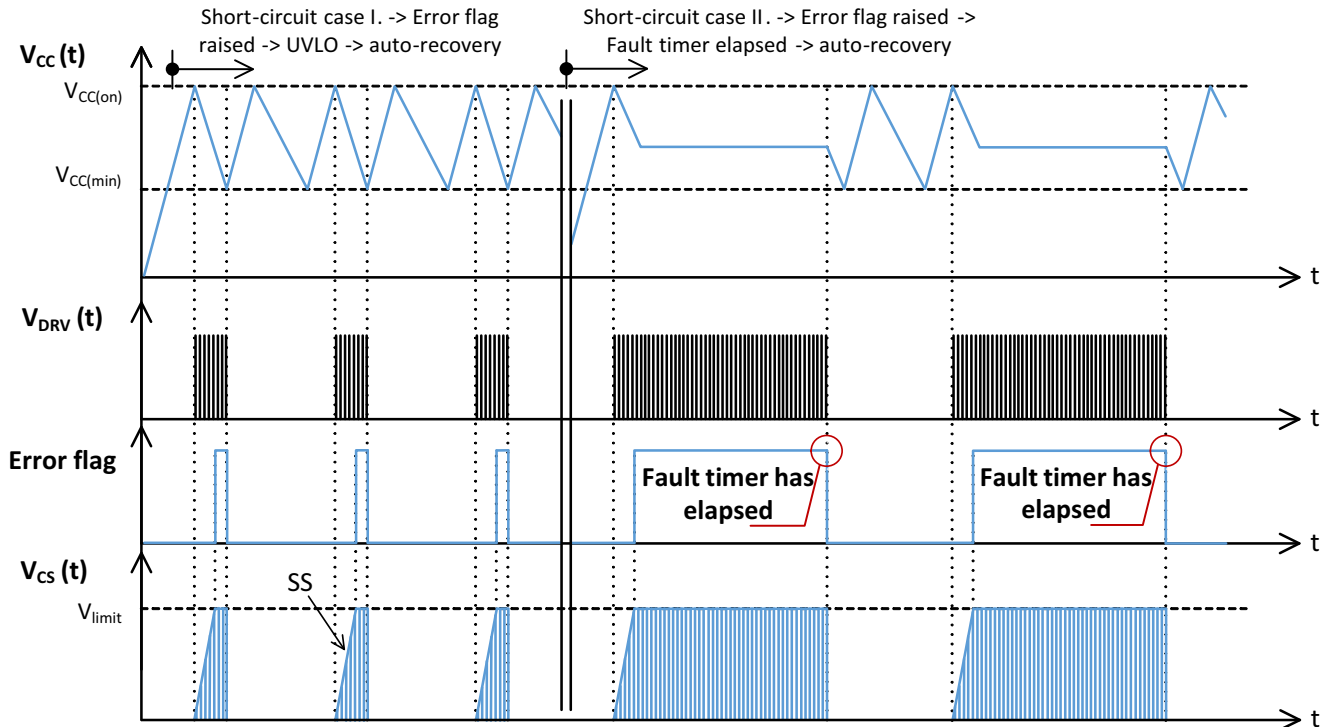 Short-circuit case I. -> Error flag
raised -> UVLO -> auto-recovery
Short-circuit case II. -> Error flag raised ->
Fault timer elapsed -> auto-recovery
VCC (t)
VCC(on)
VCC(min)
t
VDRV (t)
t
Error flag
Fault timer has
elapsed
Fault timer has
elapsed
t
VCS (t)
Vlimit
SS
t